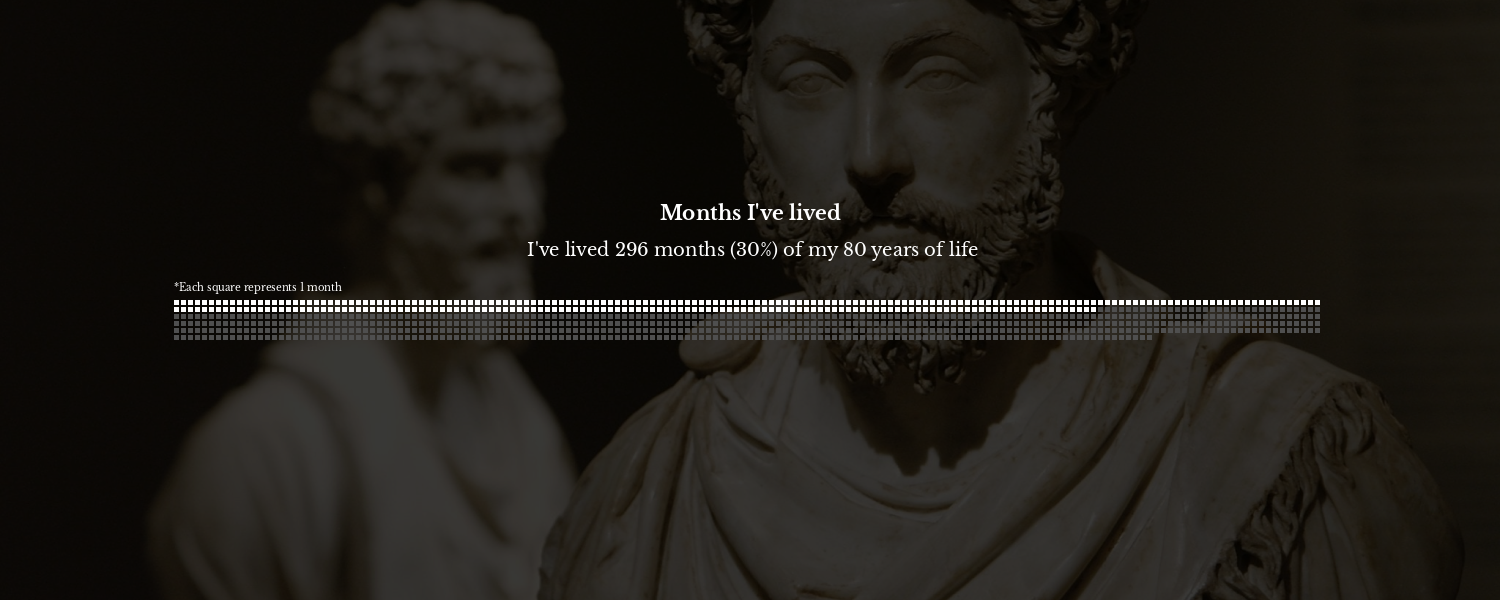 Months I've lived
I've lived 296 months (30%) of my 80 years of life
*Each square represents 1 month